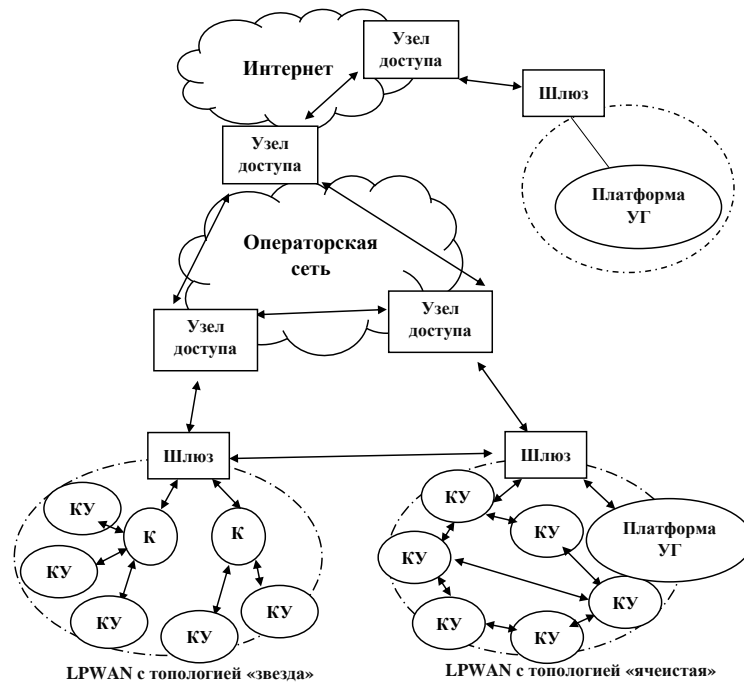 Узел
доступа
Интернет
Шлюз
Узел
доступа
Платформа
УГ
Операторская
сеть
Узел
доступа
Узел
доступа
Шлюз
Шлюз
КУ
КУ
К
К
КУ
Платформа
УГ
КУ
КУ
КУ
КУ
КУ
КУ
КУ
КУ
LPWAN с топологией «звезда»
LPWAN с топологией «ячеистая»